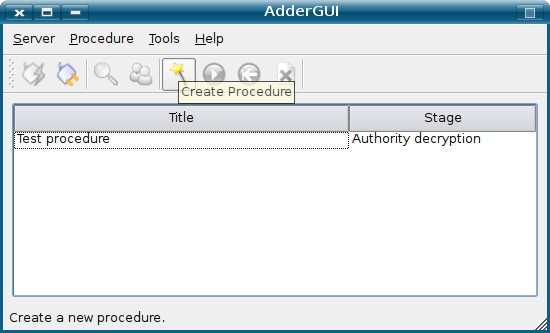 AdderGUI
Server Procedure Tools Help
Create Procedure
Title Stage
Test procedure Authority decryption
Create a new procedure.